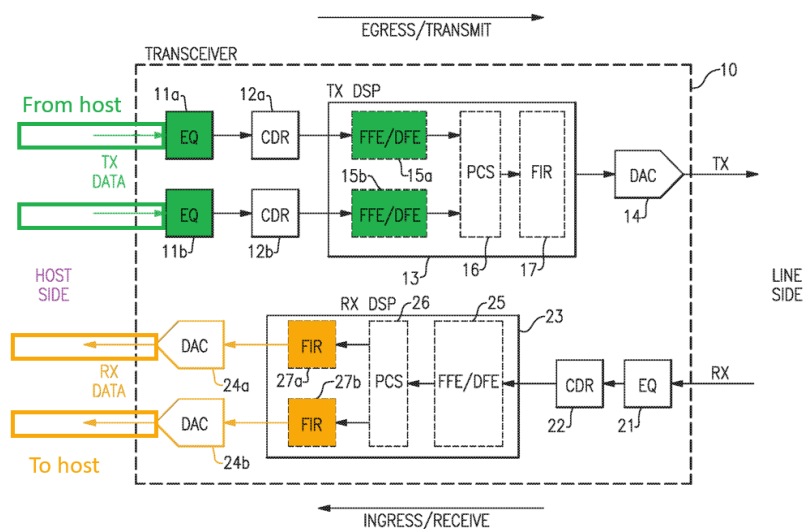 EGRESS/TRANSMIT
TRANSCEIVER
10
From host
11a
12a
TX DSP
EQ
CDR
FFE/DFE
TX
DATA
15b
15a
PCS
FIR
DAC
TX
14
EQ
CDR
FFE/DFE
11b
12b
13
16
17
HOST
SIDE
LINE
SIDE
RX DSP
26
25
23
DAC
FIR
RX
DATA
24a
27a
27b
PCS
FFE/DFE
CDR
EQ
RX
22
21
DAC
FIR
To host
24b
INGRESS/RECEIVE